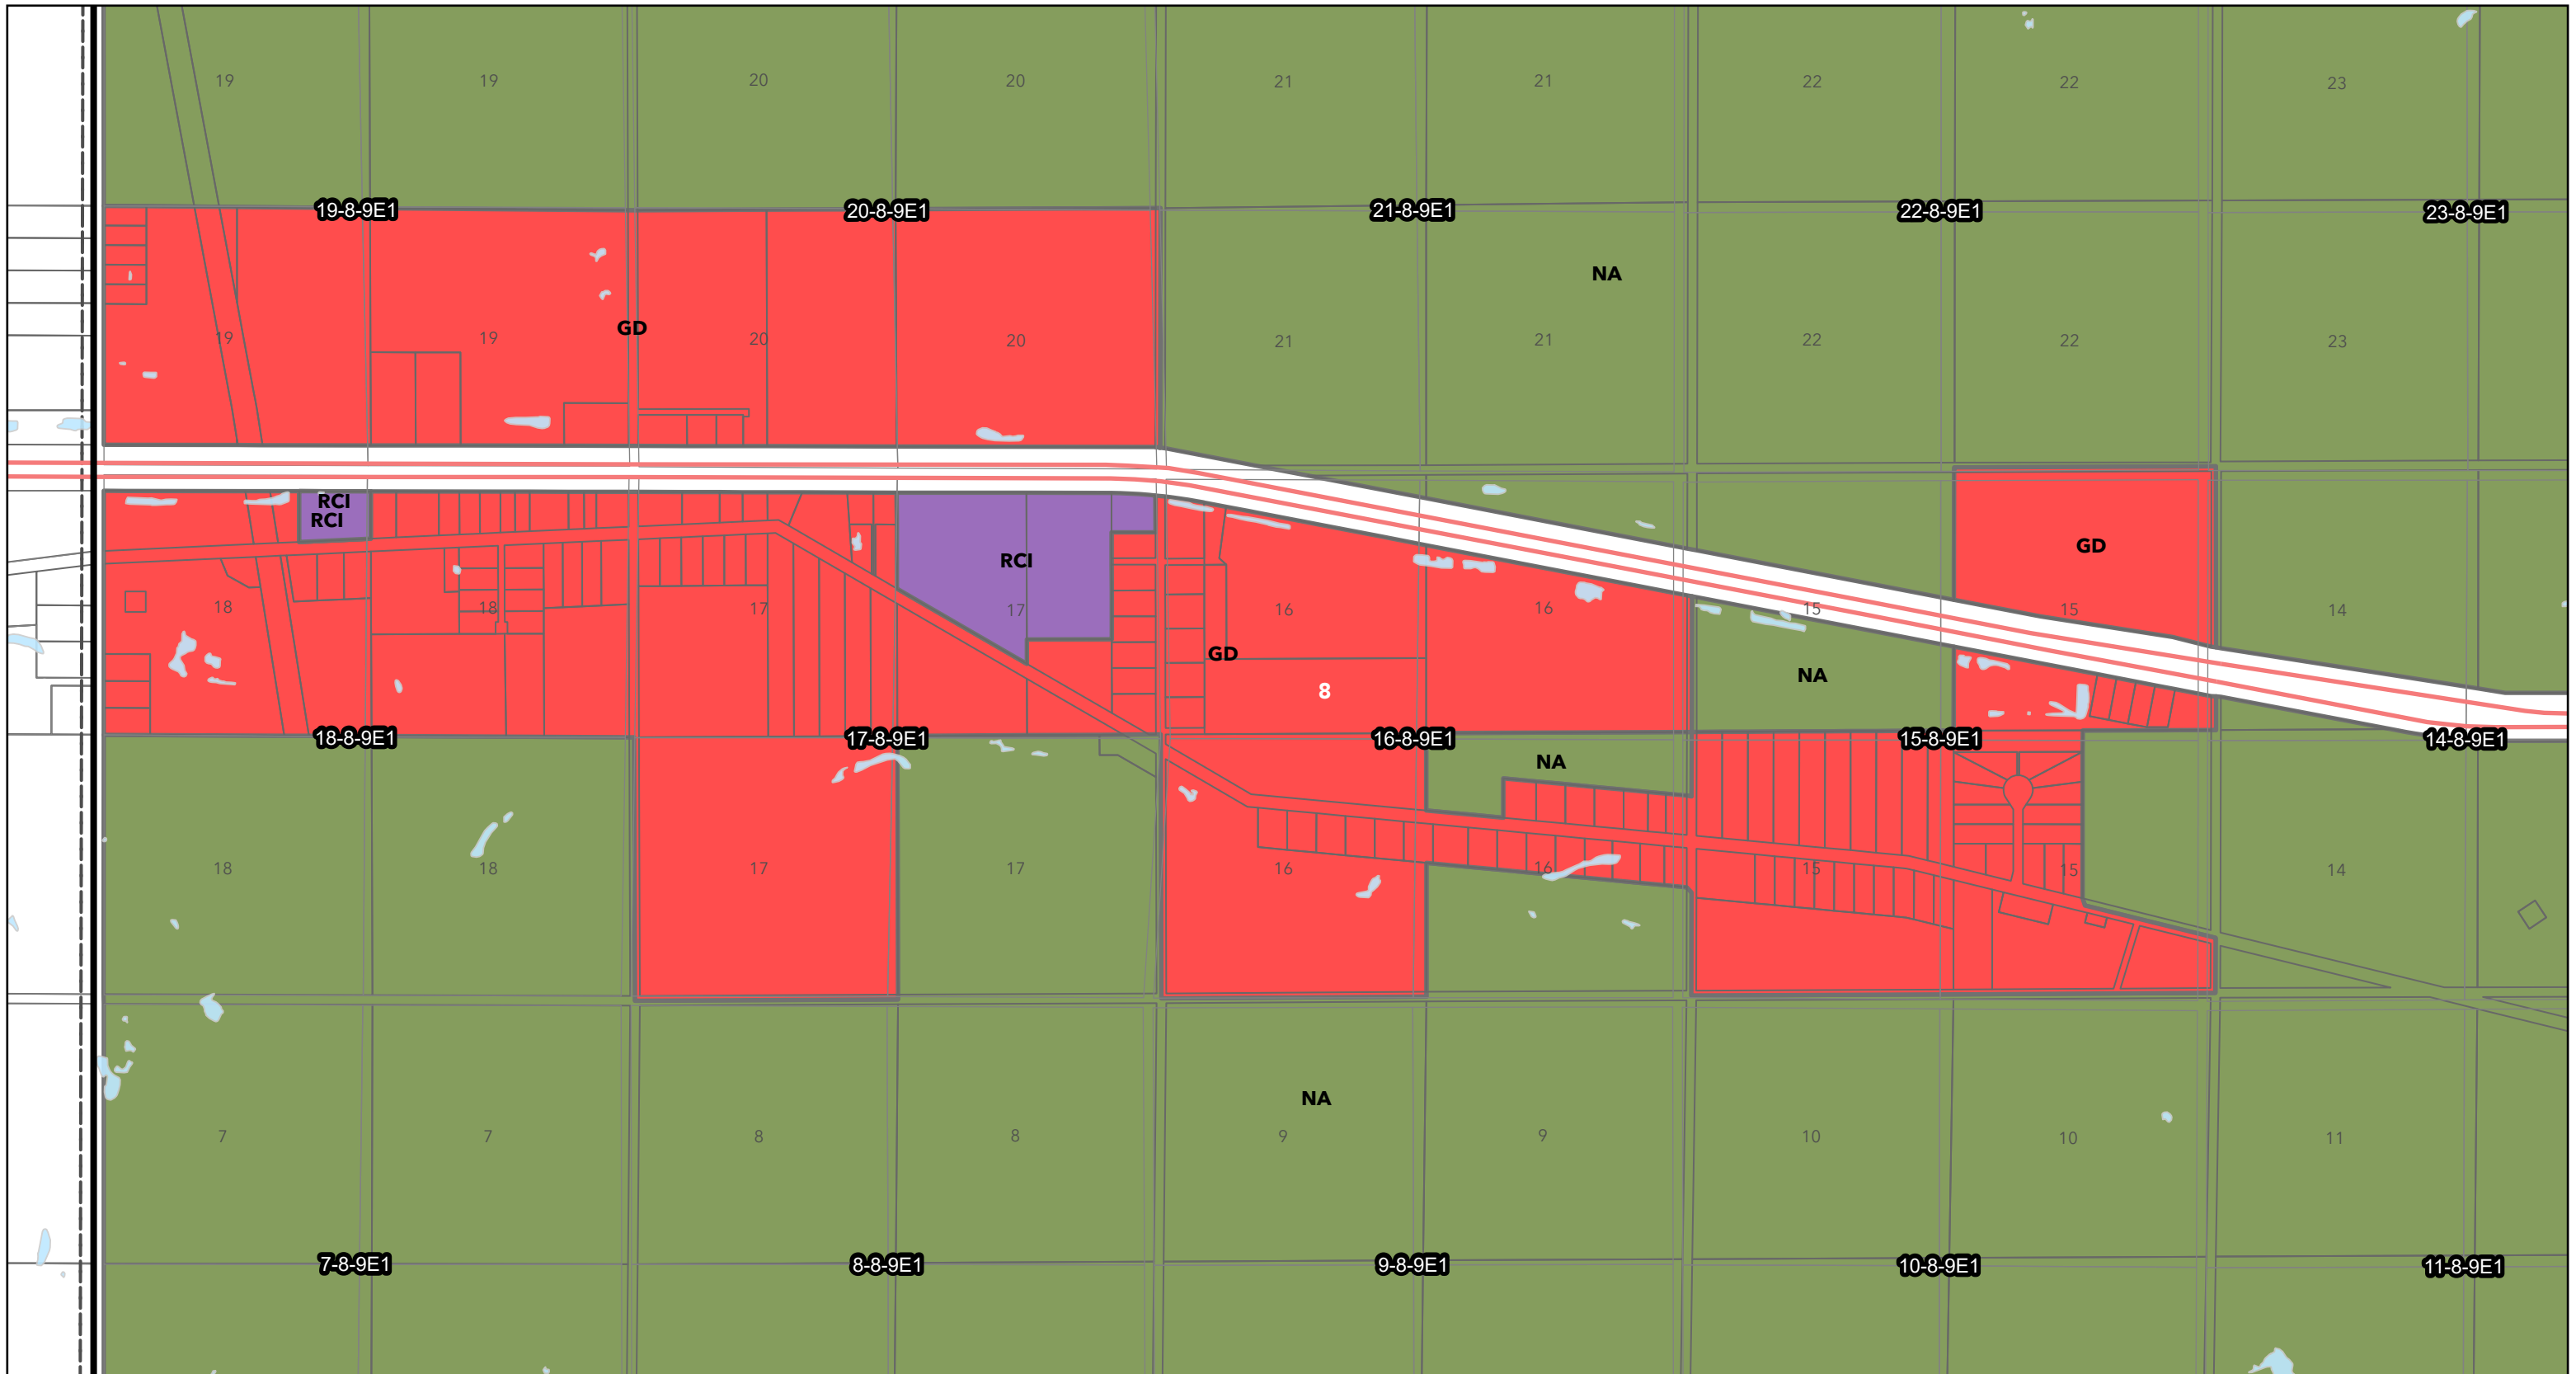 19 19 20 20 21 21 22 22 23
19-8-9E1 20-8-9E1 21-8-9E1 22-8-9E1 23-8-9E1
NA
GD
19 19 20 20 21 21 22 22 23
RCI
RCI
GD
RCI
18 18 17 17 16 16 15 15 14
GD
NA
8
18-8-9E1 17-8-9E1 16-8-9E1 15-8-9E1 14-8-9E1
NA
18 18 17 17 16 16 15 15 14
NA
7 7 8 8 9 9 10 10 11
7-8-9E1 8-8-9E1 9-8-9E1 10-8-9E1 11-8-9E1